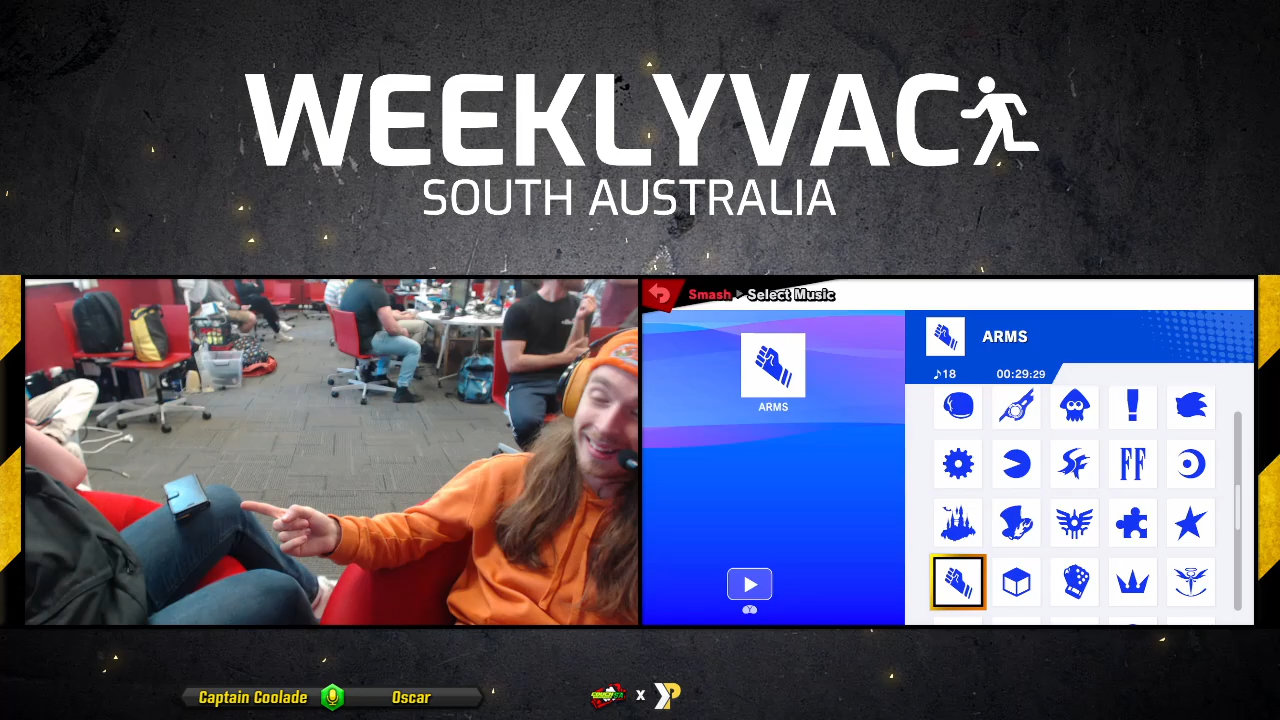 WEEKLYVAC
SOUTH AUSTRALIA
Smash ▶ Select Music
ARMS
ARMS
♪18 00:29:29
FF
Captain Coolade Oscar
X